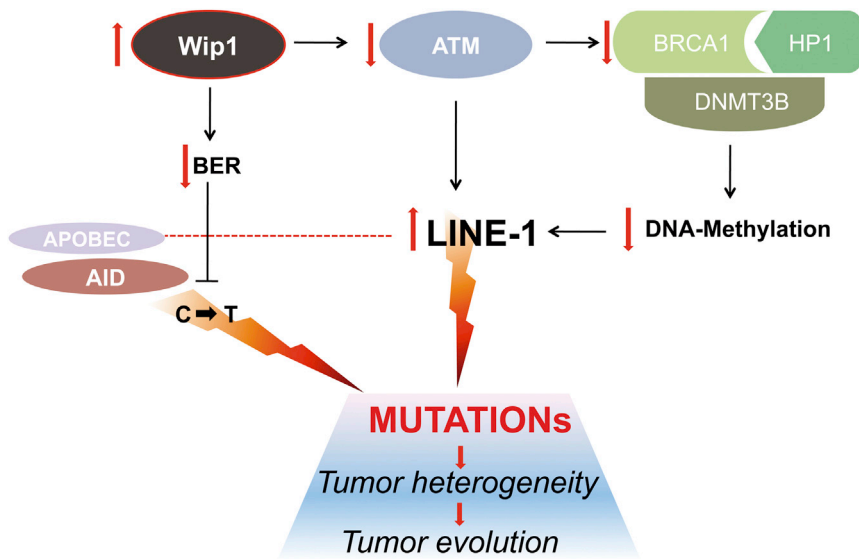 Wip1
ATM
BRCA1
HP1
DNMT3B
BER
APOBEC
LINE-1
DNA-Methylation
AID
C → T
MUTATIONs
Tumor heterogeneity
Tumor evolution